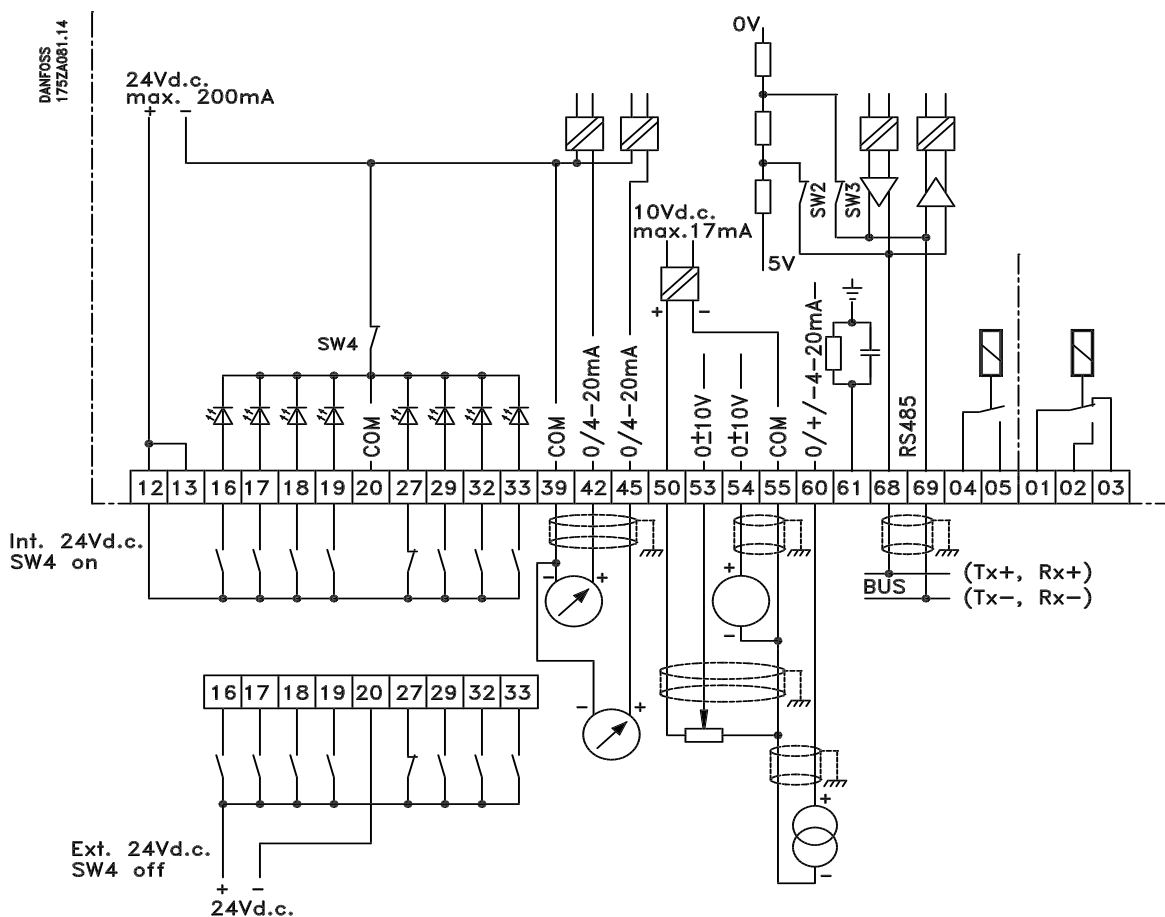 DANFOSS
175ZA081.14
24Vd.c.
max. 200mA
+ −
0V
SW2
SW3
10Vd.c.
max.17mA
5V
+ −
SW4
COM
COM
0/4−20mA
0/4−20mA
0±10V
0±10V
COM
0/+/−4−20mA
RS485
12 13 16 17 18 19 20 27 29 32 33 39 42 45 50 53 54 55 60 61 68 69 04 05 01 02 03
Int. 24Vd.c.
SW4 on
− +
+
−
BUS
(Tx+, Rx+)
(Tx−, Rx−)
16 17 18 19 20 27 29 32 33
− +
Ext. 24Vd.c.
SW4 off
+ −
24Vd.c.
+
−